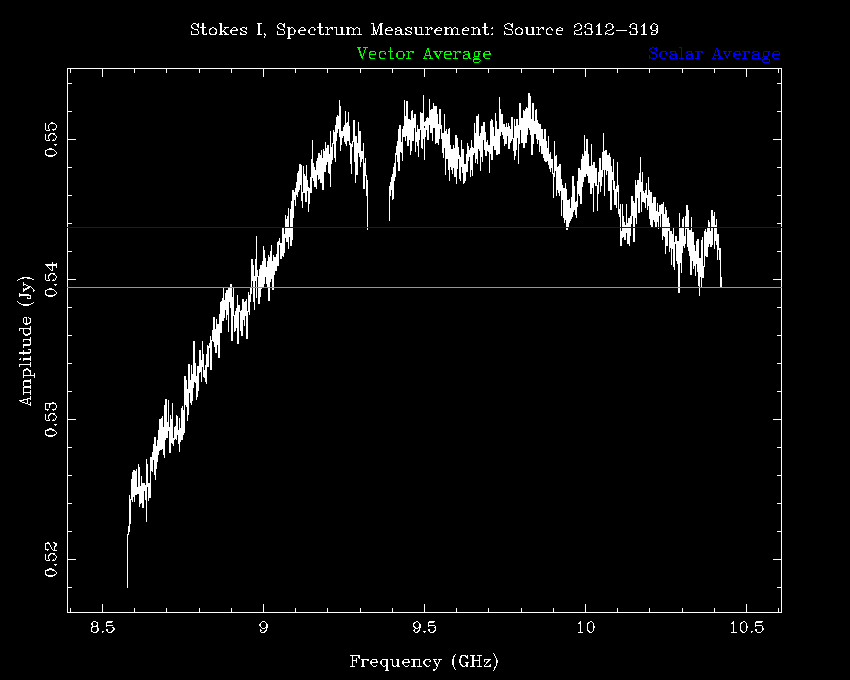 Stokes I, Spectrum Measurement: Source 2312−319
Vector Average Scalar Average
0.55
0.54
0.53
0.52
Amplitude (Jy)
8.5 9 9.5 10 10.5
Frequency (GHz)